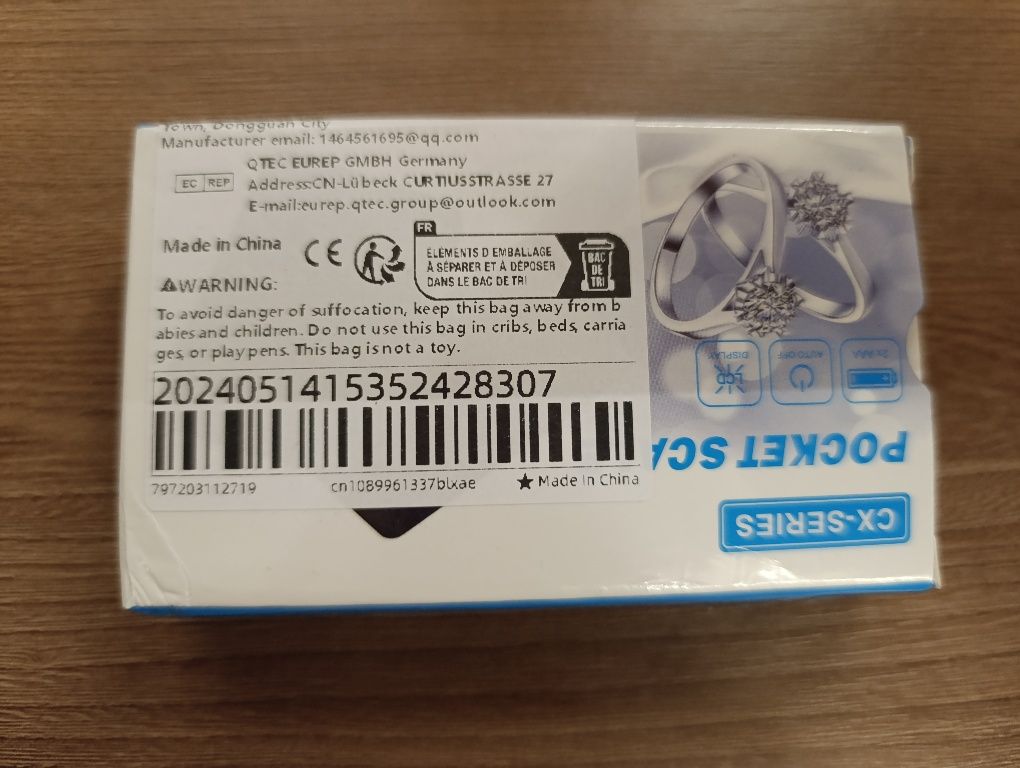 Town, Dongguan City
Manufacturer email: 1464561695@qq.com
EC REP
QTEC EUREP GMBH Germany
Address:CN-Lübeck CURTIUSSTRASSE 27
E-mail:eurep.qtec.group@outlook.com
Made in China
CE
FR
ÉLÉMENTS D EMBALLAGE
À SÉPARER ET À DÉPOSER
DANS LE BAC DE TRI
BAC
DE
TRI
WARNING:
To avoid danger of suffocation, keep this bag away from b
abies and children. Do not use this bag in cribs, beds, carria
ges, or play pens. This bag is not a toy.
2024051415352428307
797203112719
cn1089961337blxae
Made In China
CX-SERIES
POCKET SCA
2x AAA
AUTO OFF
LCD
DISPLAY